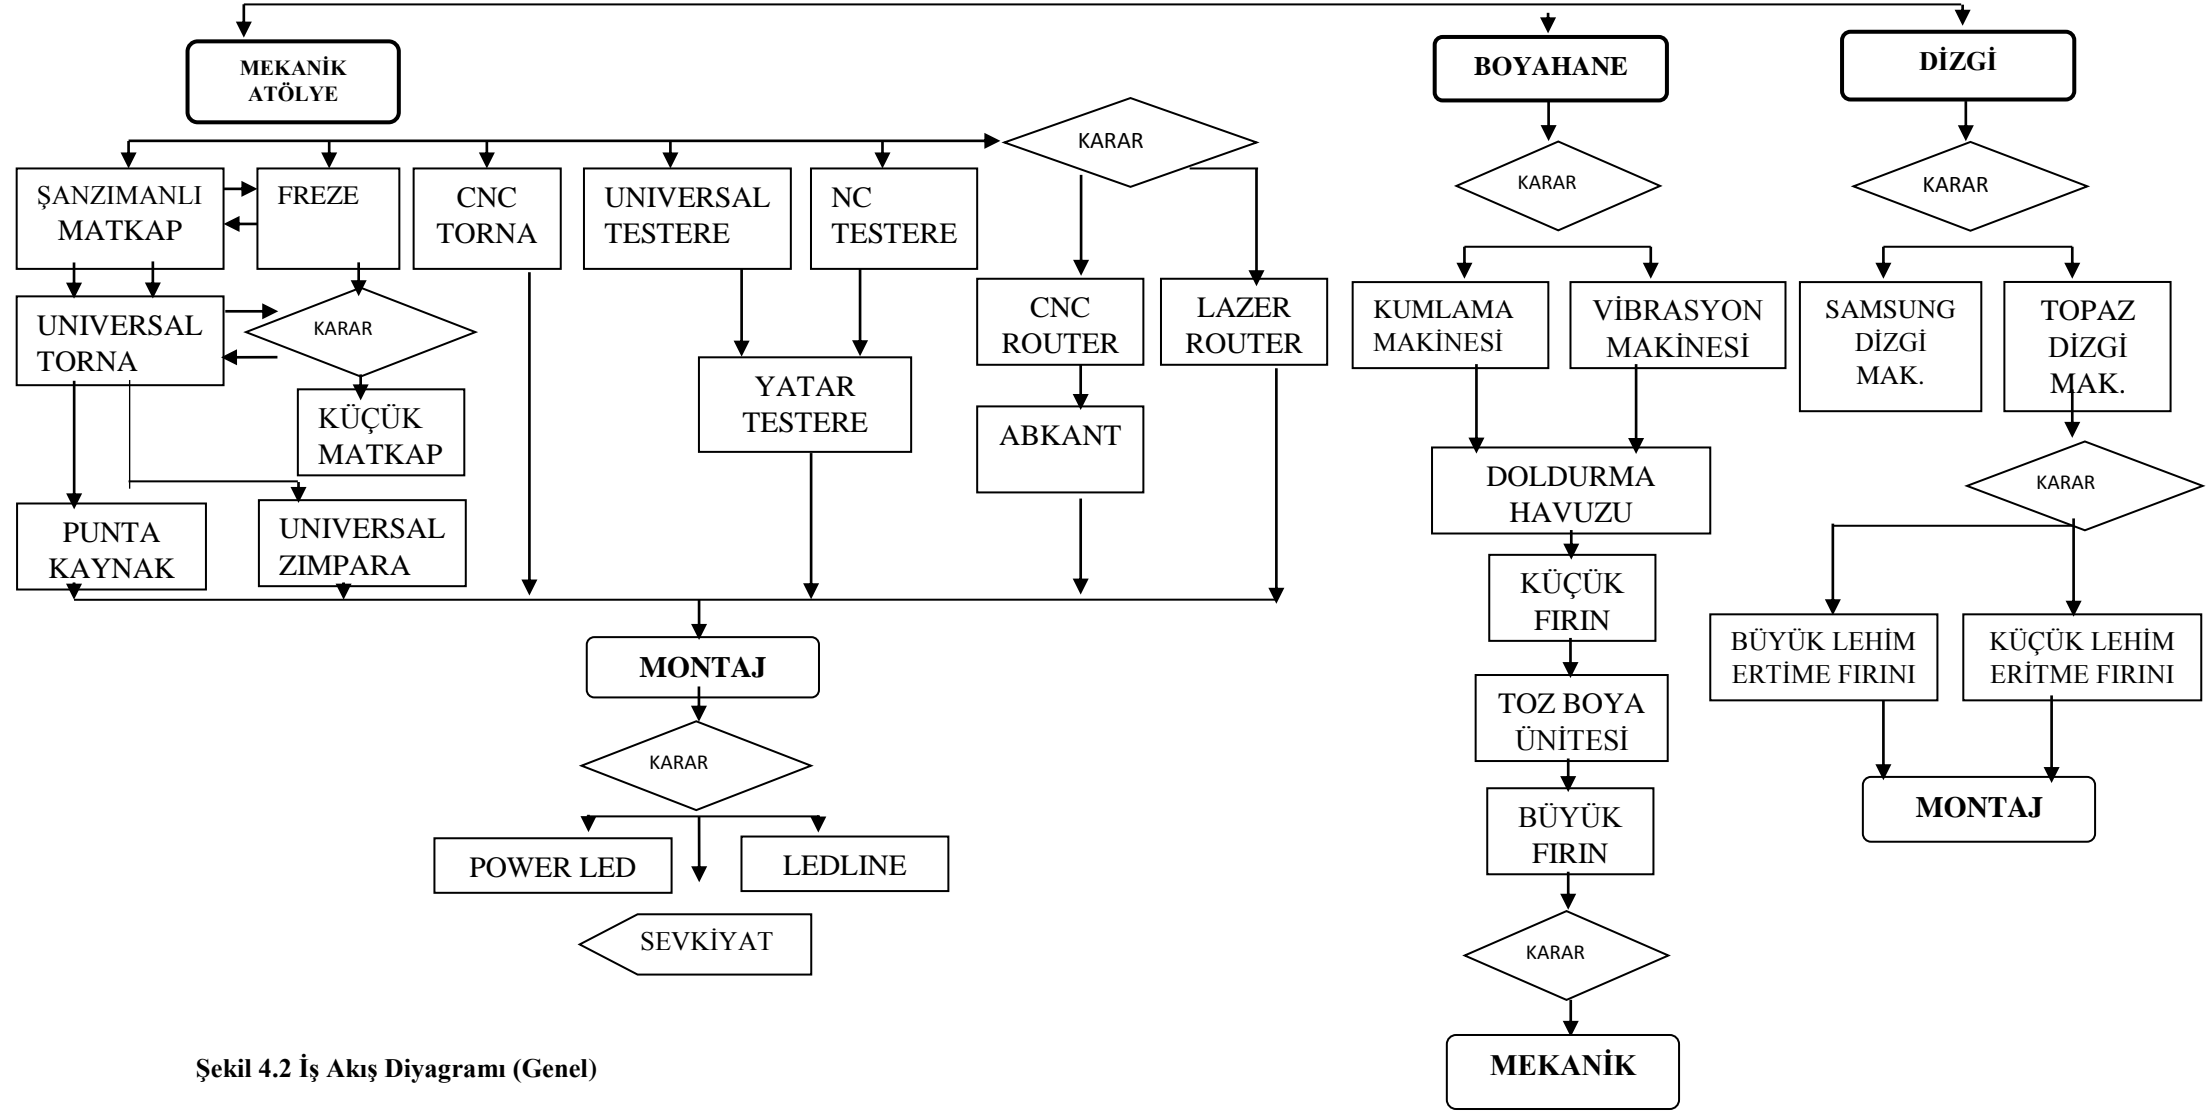 MEKANİK
ATÖLYE
BOYAHANE
DİZGİ
KARAR
KARAR
KARAR
ŞANZIMANLI
MATKAP
FREZE
CNC
TORNA
UNIVERSAL
TESTERE
NC
TESTERE
UNIVERSAL
TORNA
KARAR
CNC
ROUTER
LAZER
ROUTER
KUMLAMA
MAKİNESİ
VİBRASYON
MAKİNESİ
SAMSUNG
DİZGİ
MAK.
TOPAZ
DİZGİ
MAK.
KÜÇÜK
MATKAP
YATAR
TESTERE
ABKANT
DOLDURMA
HAVUZU
KARAR
PUNTA
KAYNAK
UNIVERSAL
ZIMPARA
KÜÇÜK
FIRIN
BÜYÜK LEHİM
ERTİME FIRINI
KÜÇÜK LEHİM
ERİTME FIRINI
MONTAJ
TOZ BOYA
ÜNİTESİ
KARAR
BÜYÜK
FIRIN
MONTAJ
POWER LED
LEDLINE
SEVKİYAT
KARAR
MEKANİK
Şekil 4.2 İş Akış Diyagramı (Genel)